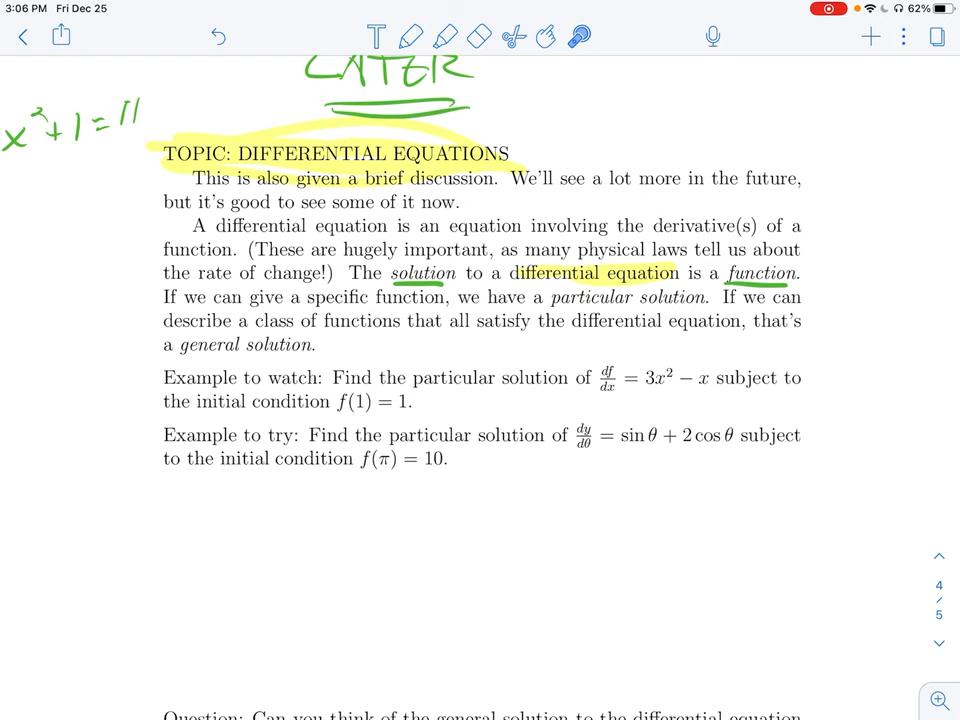 3:06 PM Fri Dec 25 62%
LATER
x² + 1 = 11
TOPIC: DIFFERENTIAL EQUATIONS
This is also given a brief discussion. We'll see a lot more in the future,
but it's good to see some of it now.
A differential equation is an equation involving the derivative(s) of a
function. (These are hugely important, as many physical laws tell us about
the rate of change!) The solution to a differential equation is a function.
If we can give a specific function, we have a particular solution. If we can
describe a class of functions that all satisfy the differential equation, that's
a general solution.
Example to watch: Find the particular solution of df/dx = 3x² − x subject to
the initial condition f(1) = 1.
Example to try: Find the particular solution of dy/dθ = sin θ + 2 cos θ subject
to the initial condition f(π) = 10.
4
/
5
Question: Can you think of the general solution to the differential equation